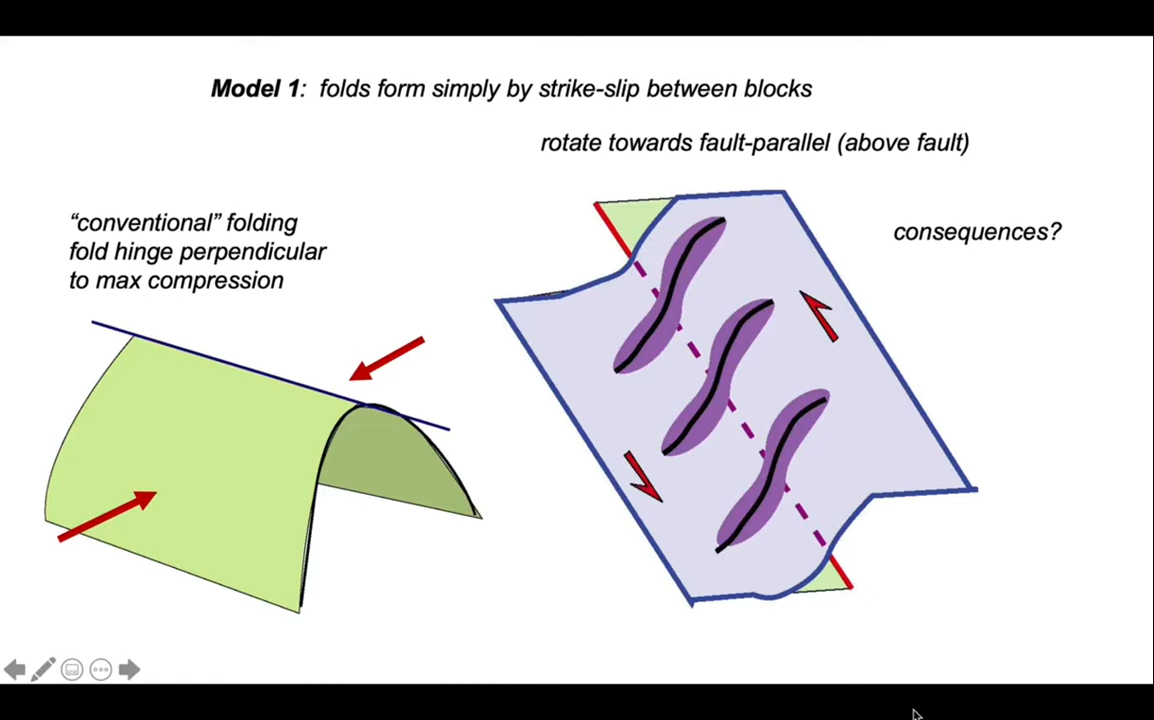 Model 1: folds form simply by strike-slip between blocks
rotate towards fault-parallel (above fault)
“conventional” folding
fold hinge perpendicular
to max compression
consequences?